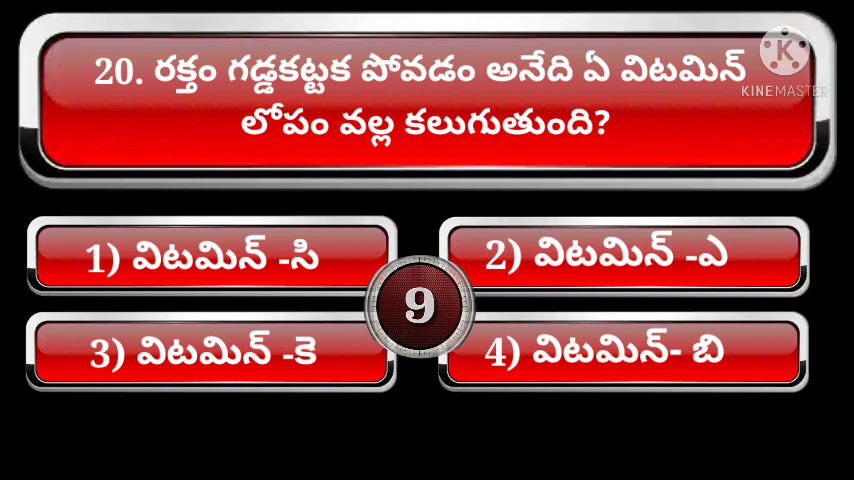 20. రక్తం గడ్డకట్టక పోవడం అనేది ఏ విటమిన్
లోపం వల్ల కలుగుతుంది?
KINEMASTER
1) విటమిన్ -సి
2) విటమిన్ -ఎ
9
3) విటమిన్ -కె
4) విటమిన్- బి